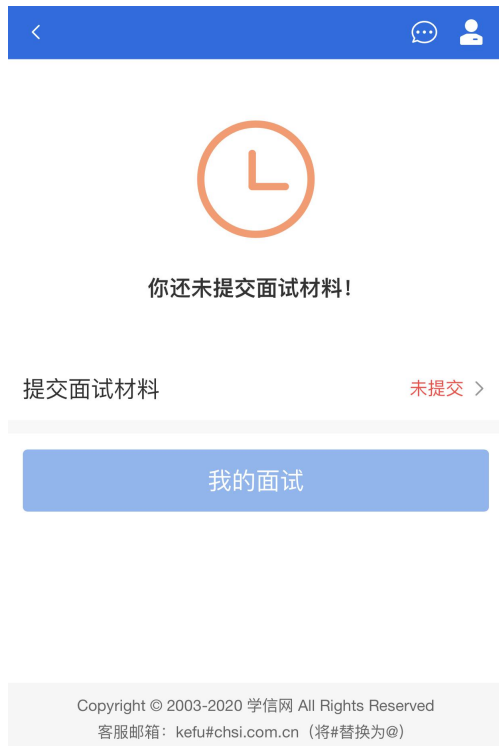 你还未提交面试材料！
提交面试材料 未提交
我的面试
Copyright © 2003-2020 学信网 All Rights Reserved
客服邮箱：kefu#chsi.com.cn（将#替换为@）